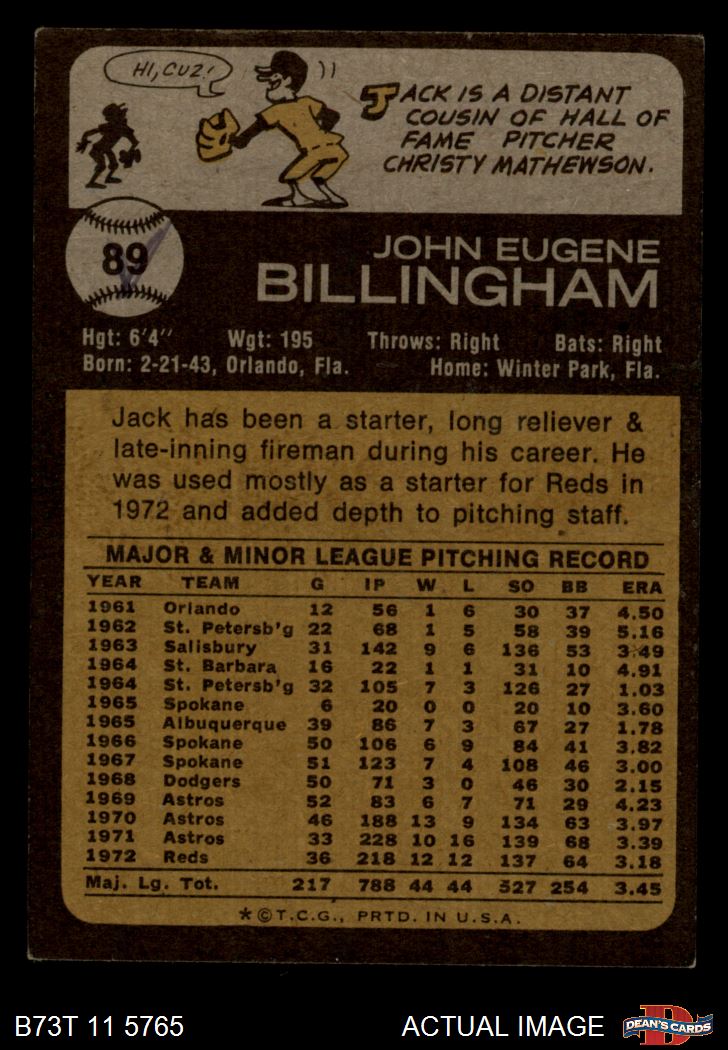 HI, CUZ!
JACK IS A DISTANT
COUSIN OF HALL OF
FAME PITCHER
CHRISTY MATHEWSON.
89
JOHN EUGENE
BILLINGHAM
Hgt: 6'4" Wgt: 195 Throws: Right Bats: Right
Born: 2-21-43, Orlando, Fla. Home: Winter Park, Fla.
Jack has been a starter, long reliever &
late-inning fireman during his career. He
was used mostly as a starter for Reds in
1972 and added depth to pitching staff.
MAJOR & MINOR LEAGUE PITCHING RECORD
YEAR TEAM G IP W L SO BB ERA
1961 Orlando 12 56 1 6 30 37 4.50
1962 St. Petersb'g 22 68 1 5 58 39 5.16
1963 Salisbury 31 142 9 6 136 53 3.49
1964 St. Barbara 16 22 1 1 31 10 4.91
1964 St. Petersb'g 32 105 7 3 126 27 1.03
1965 Spokane 6 20 0 0 20 10 3.60
1965 Albuquerque 39 86 7 3 67 27 1.78
1966 Spokane 50 106 6 9 84 41 3.82
1967 Spokane 51 123 7 4 108 46 3.00
1968 Dodgers 50 71 3 0 46 30 2.15
1969 Astros 52 83 6 7 71 29 4.23
1970 Astros 46 188 13 9 134 63 3.97
1971 Astros 33 228 10 16 139 68 3.39
1972 Reds 36 218 12 12 137 64 3.18
Maj. Lg. Tot. 217 788 44 44 527 254 3.45
*©T.C.G., PRTD. IN U.S.A.
B73T 11 5765 ACTUAL IMAGE
D
DEAN'S CARDS